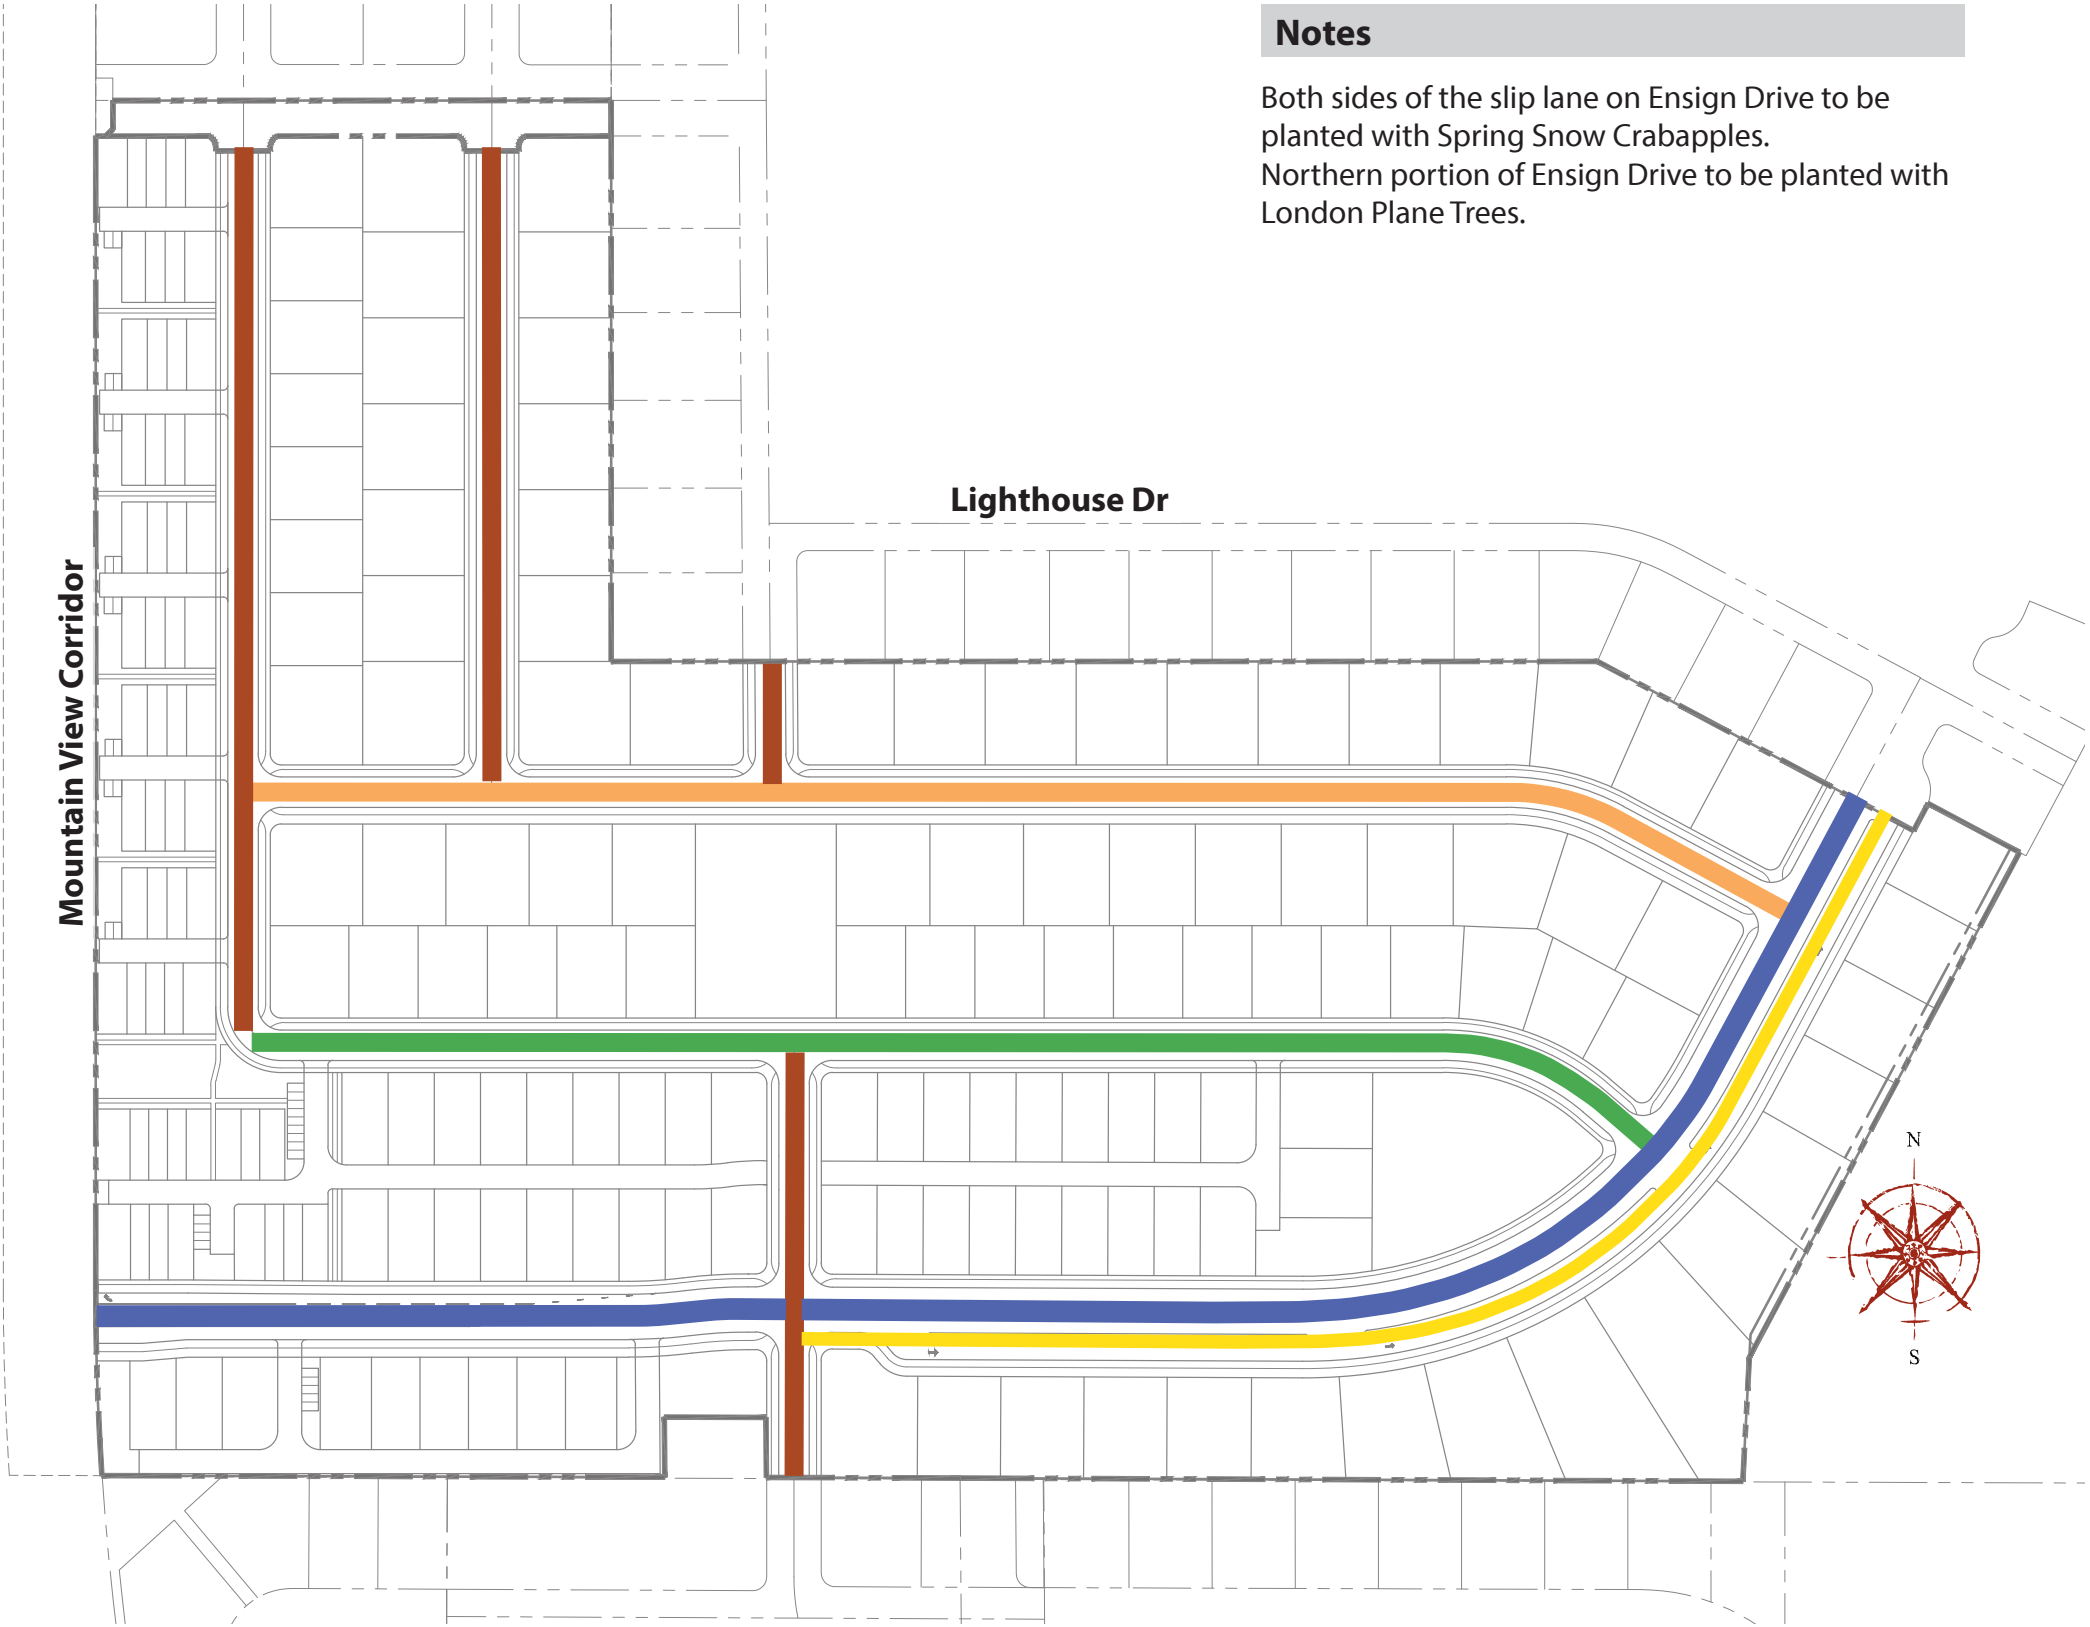 Notes
Both sides of the slip lane on Ensign Drive to be
planted with Spring Snow Crabapples.
Northern portion of Ensign Drive to be planted with
London Plane Trees.
Lighthouse Dr
Mountain View Corridor
N
S